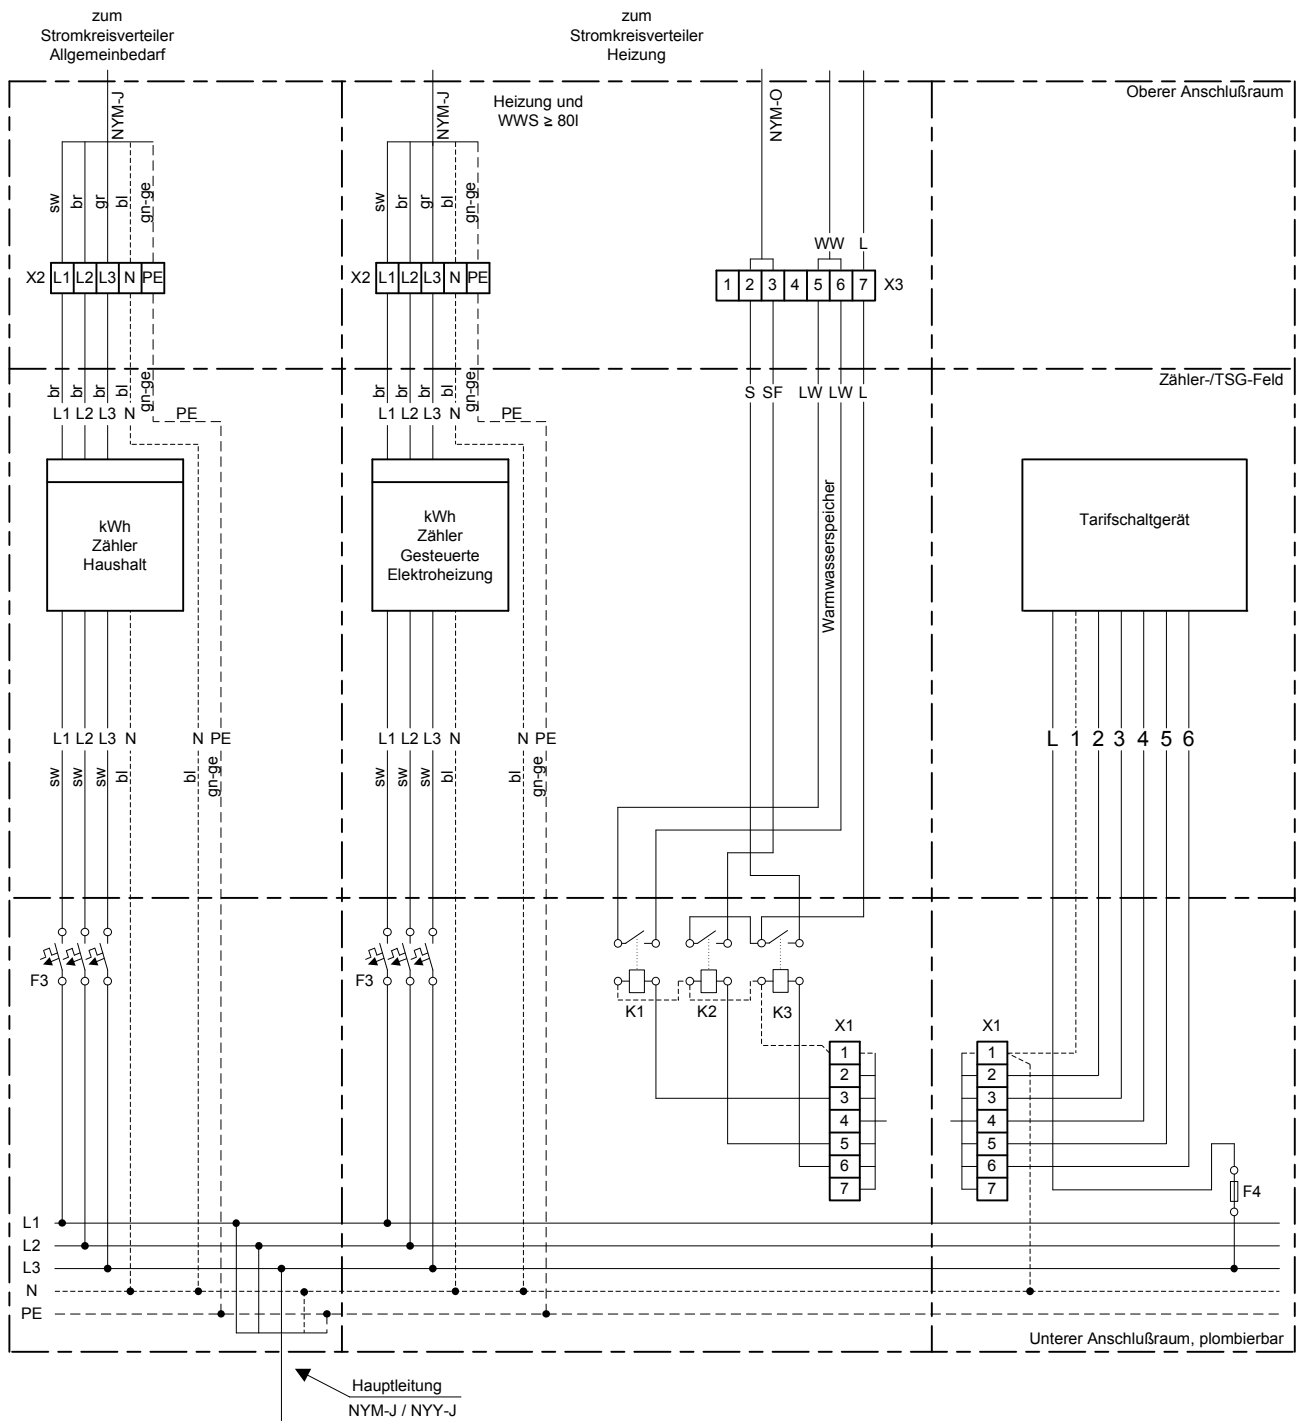 zum
Stromkreisverteiler
Allgemeinbedarf
zum
Stromkreisverteiler
Heizung
NYM-J
NYM-J
Heizung und
WWS ≥ 80l
NYM-O
Oberer Anschlußraum
sw br gr bl gn-ge
sw br gr bl gn-ge
WW L
X2 L1 L2 L3 N PE
X2 L1 L2 L3 N PE
1 2 3 4 5 6 7 X3
Zähler-/TSG-Feld
br br br bl gn-ge
br br br bl gn-ge
S SF LW LW L
L1 L2 L3 N PE
L1 L2 L3 N PE
kWh
Zähler
Haushalt
kWh
Zähler
Gesteuerte
Elektroheizung
Warmwasserspeicher
Tarifschaltgerät
L1 L2 L3 N N PE
L1 L2 L3 N N PE
L 1 2 3 4 5 6
sw sw sw bl bl gn-ge
sw sw sw bl bl gn-ge
F3
F3
K1 K2 K3
X1
1
2
3
4
5
6
7
X1
1
2
3
4
5
6
7
F4
L1
L2
L3
N
PE
Unterer Anschlußraum, plombierbar
Hauptleitung
NYM-J / NYY-J